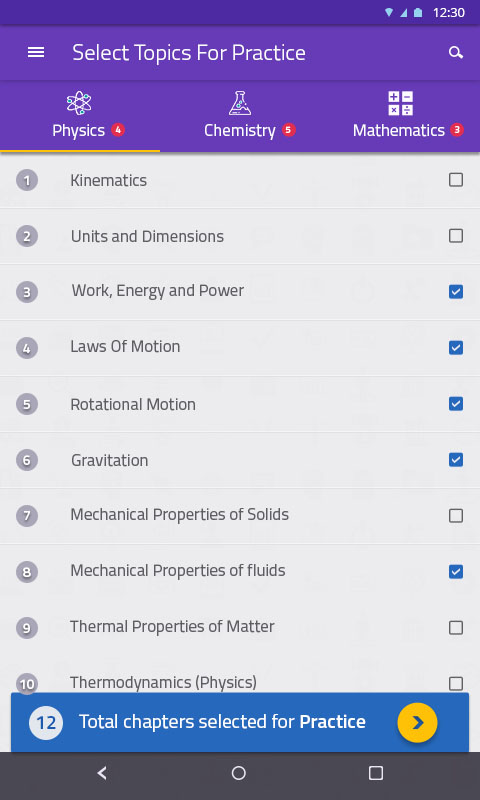 12:30
Select Topics For Practice
Physics 4 Chemistry 5 Mathematics 3
1 Kinematics
2 Units and Dimensions
3 Work, Energy and Power
4 Laws Of Motion
5 Rotational Motion
6 Gravitation
7 Mechanical Properties of Solids
8 Mechanical Properties of fluids
9 Thermal Properties of Matter
10 Thermodynamics (Physics)
12 Total chapters selected for Practice